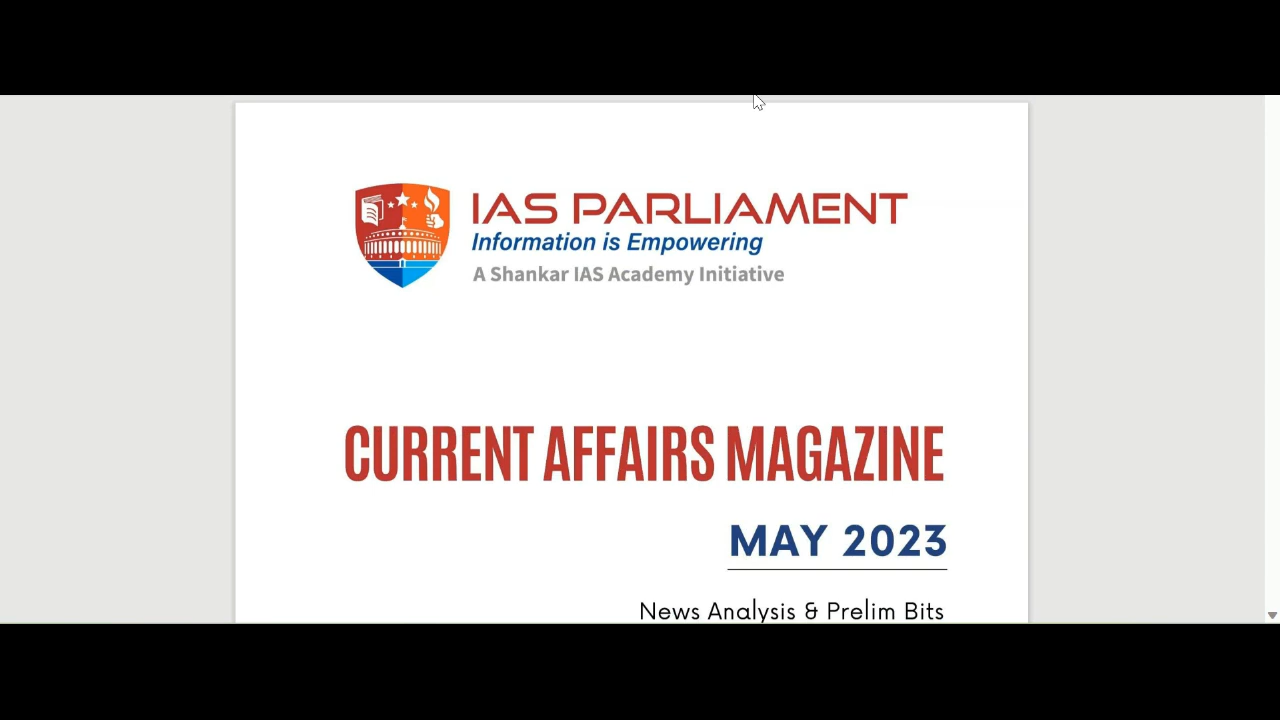 IAS PARLIAMENT
Information is Empowering
A Shankar IAS Academy Initiative
CURRENT AFFAIRS MAGAZINE
MAY 2023
News Analysis & Prelim Bits